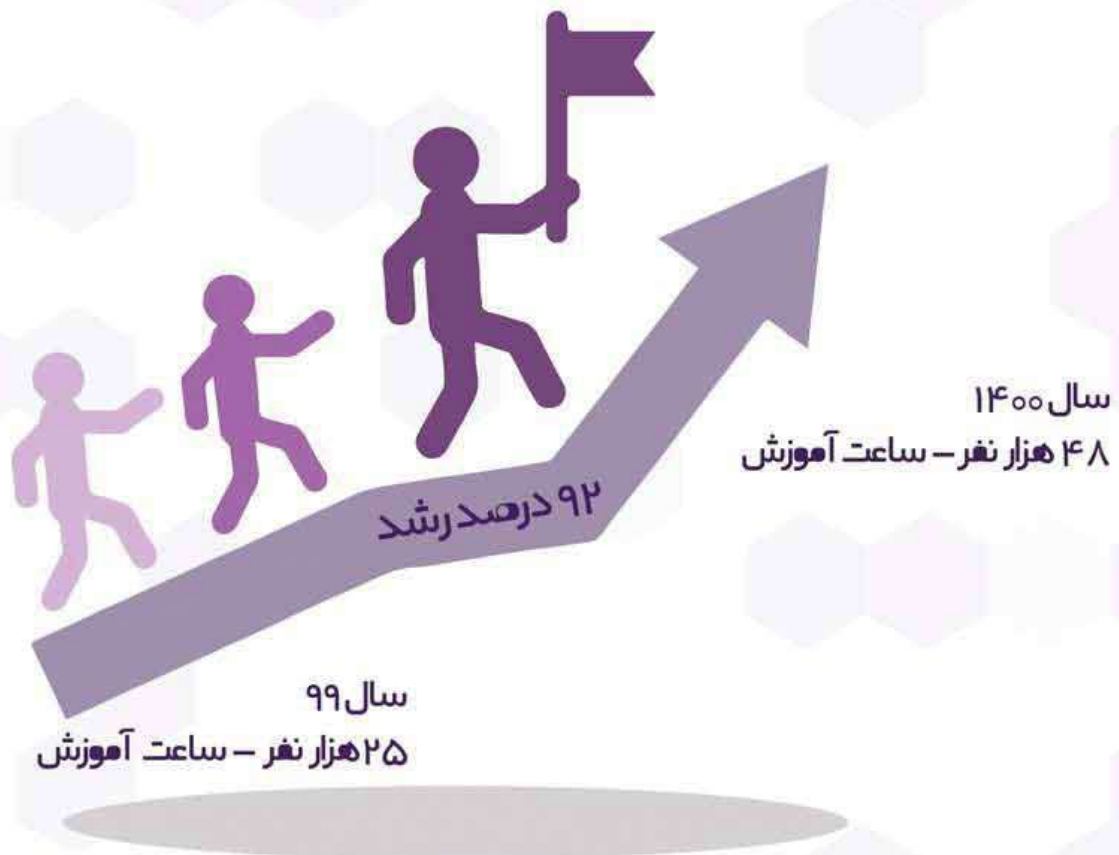 سال ۱۴۰۰
۴۸ هزار نفر – ساعت آموزش
۹۲ درصد رشد
سال ۹۹
۲۵ هزار نفر – ساعت آموزش